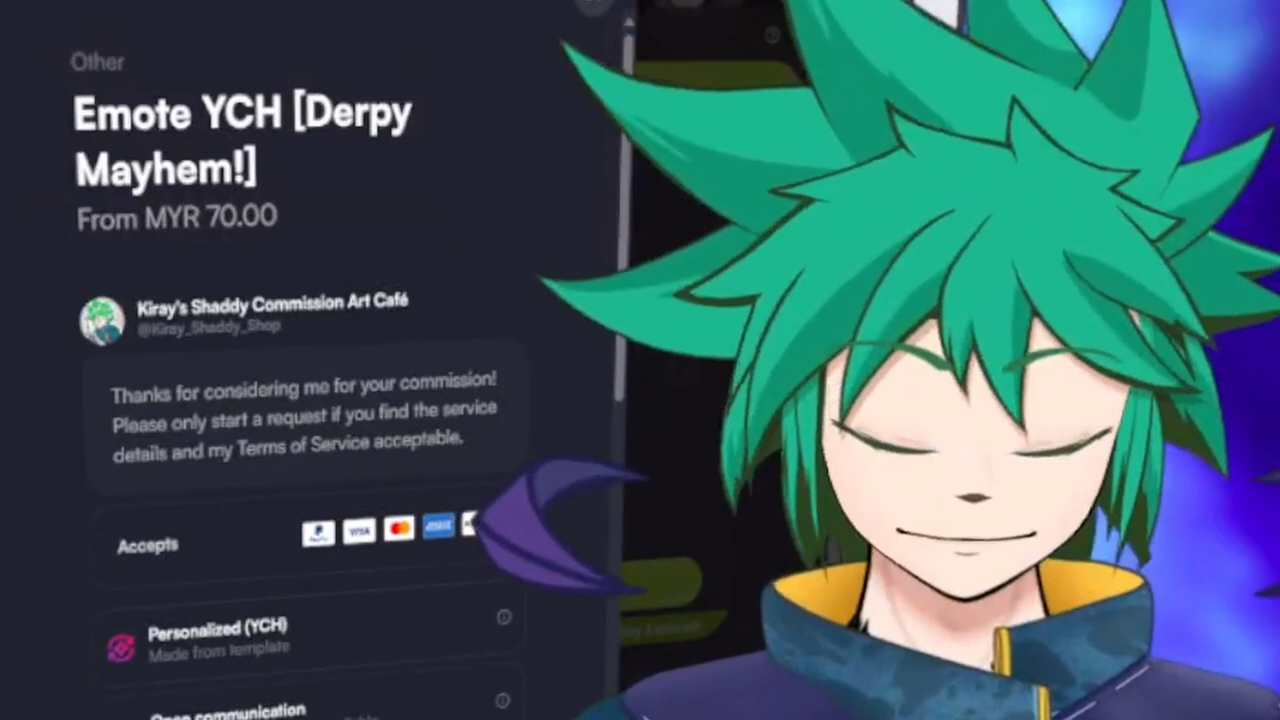 Other
Emote YCH [Derpy
Mayhem!]
From MYR 70.00
Kiray's Shaddy Commission Art Café
@Kiray_Shaddy_Shop
Thanks for considering me for your commission!
Please only start a request if you find the service
details and my Terms of Service acceptable.
Accepts
PayPal VISA
Personalized (YCH)
Made from template
Open communication